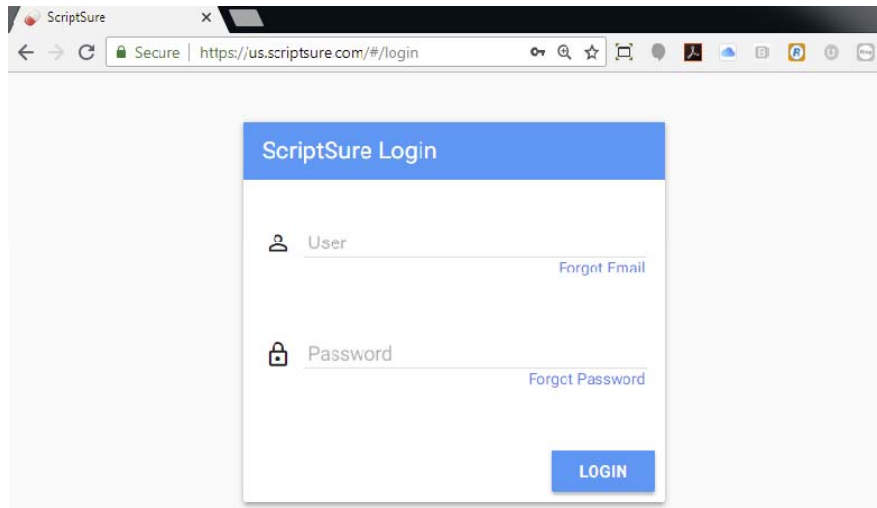 ScriptSure
Secure https://us.scriptsure.com/#/login
ScriptSure Login
User
Forgot Email
Password
Forgot Password
LOGIN